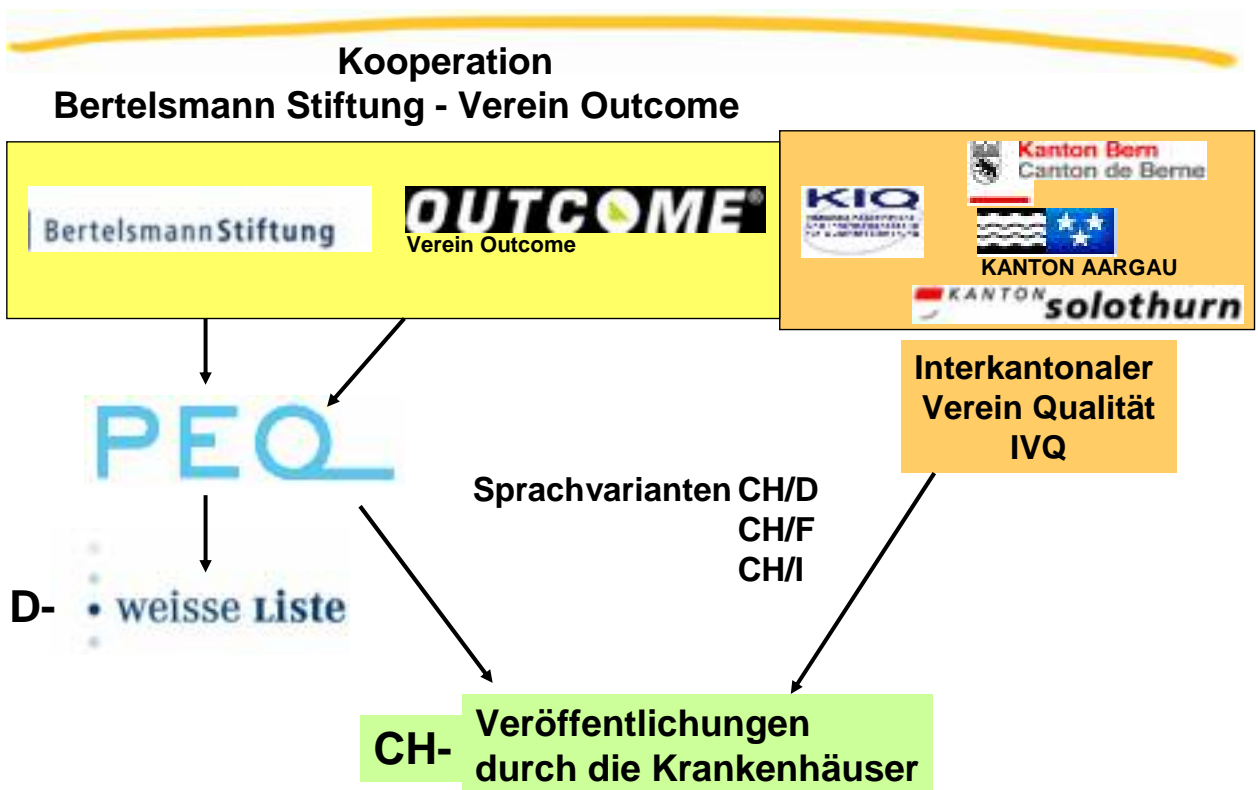 Kooperation
Bertelsmann Stiftung - Verein Outcome
BertelsmannStiftung
OUTCOME®
Verein Outcome
KIQ
Kanton Bern
Canton de Berne
KANTON AARGAU
KANTON solothurn
Interkantonaler
Verein Qualität
IVQ
PEQ
Sprachvarianten CH/D
CH/F
CH/I
D- weisse Liste
CH- Veröffentlichungen
durch die Krankenhäuser